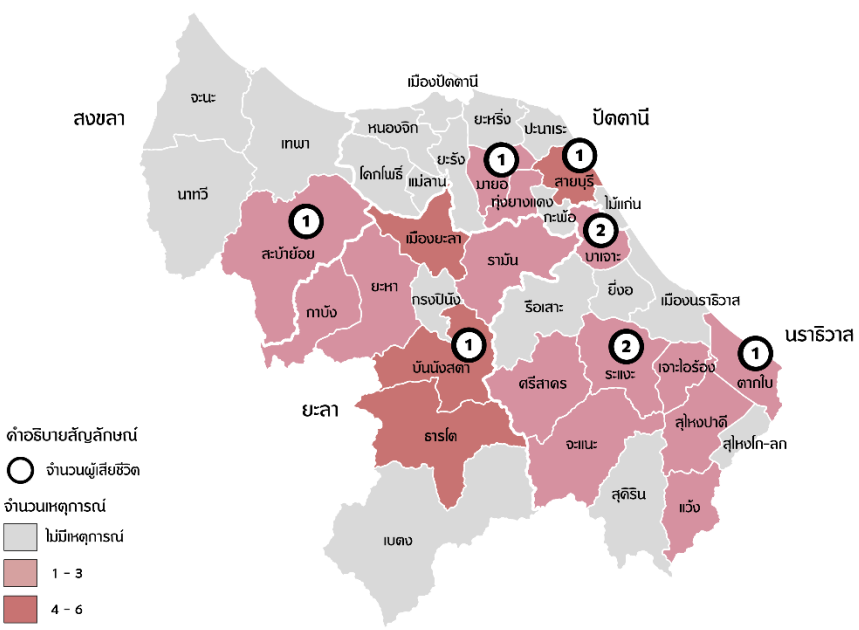 เมืองปัตตานี
จะนะ
สงขลา
ยะหริ่ง
ปัตตานี
หนองจิก
ปะนาเระ
เทพา
ยะรัง
1
1
โคกโพธิ์
แม่ลาน
มายอ
สายบุรี
นาทวี
ทุ่งยางแดง
ไม้แก่น
กะพ้อ
1
2
เมืองยะลา
สะบ้าย้อย
รามัน
บาเจาะ
ยะหา
กรงปินัง
ยี่งอ
เมืองนราธิวาส
รือเสาะ
กาบัง
นราธิวาส
1
2
1
บันนังสตา
ศรีสาคร
ระแงะ
เจาะไอร้อง
ตากใบ
ยะลา
สุไหงปาดี
ธารโต
จะแนะ
สุไหงโก-ลก
สุคิริน
แว้ง
เบตง
คำอธิบายสัญลักษณ์
จำนวนผู้เสียชีวิต
จำนวนเหตุการณ์
ไม่มีเหตุการณ์
1 - 3
4 - 6